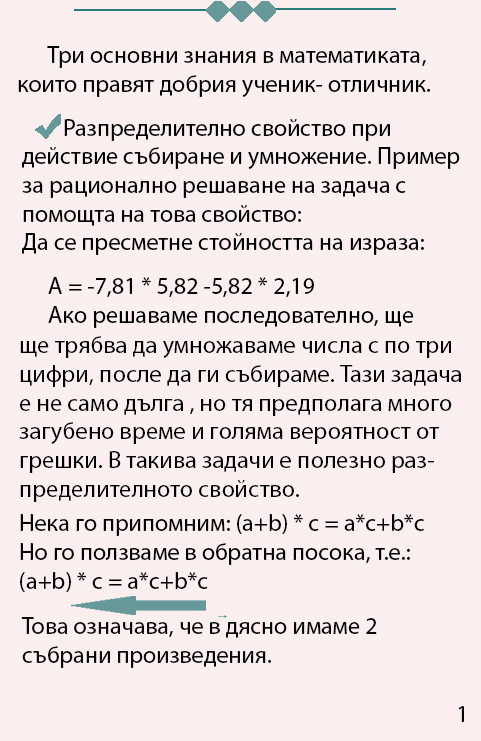 Три основни знания в математиката,
които правят добрия ученик- отличник.
Разпределително свойство при
действие събиране и умножение. Пример
за рационално решаване на задача с
помощта на това свойство:
Да се пресметне стойността на израза:
A = -7,81 * 5,82 -5,82 * 2,19
Ако решаваме последователно, ще
ще трябва да умножаваме числа с по три
цифри, после да ги събираме. Тази задача
е не само дълга , но тя предполага много
загубено време и голяма вероятност от
грешки. В такива задачи е полезно раз-
пределителното свойство.
Нека го припомним: (a+b) * c = a*c+b*c
Но го ползваме в обратна посока, т.е.:
(a+b) * c = a*c+b*c
Това означава, че в дясно имаме 2
събрани произведения.
1